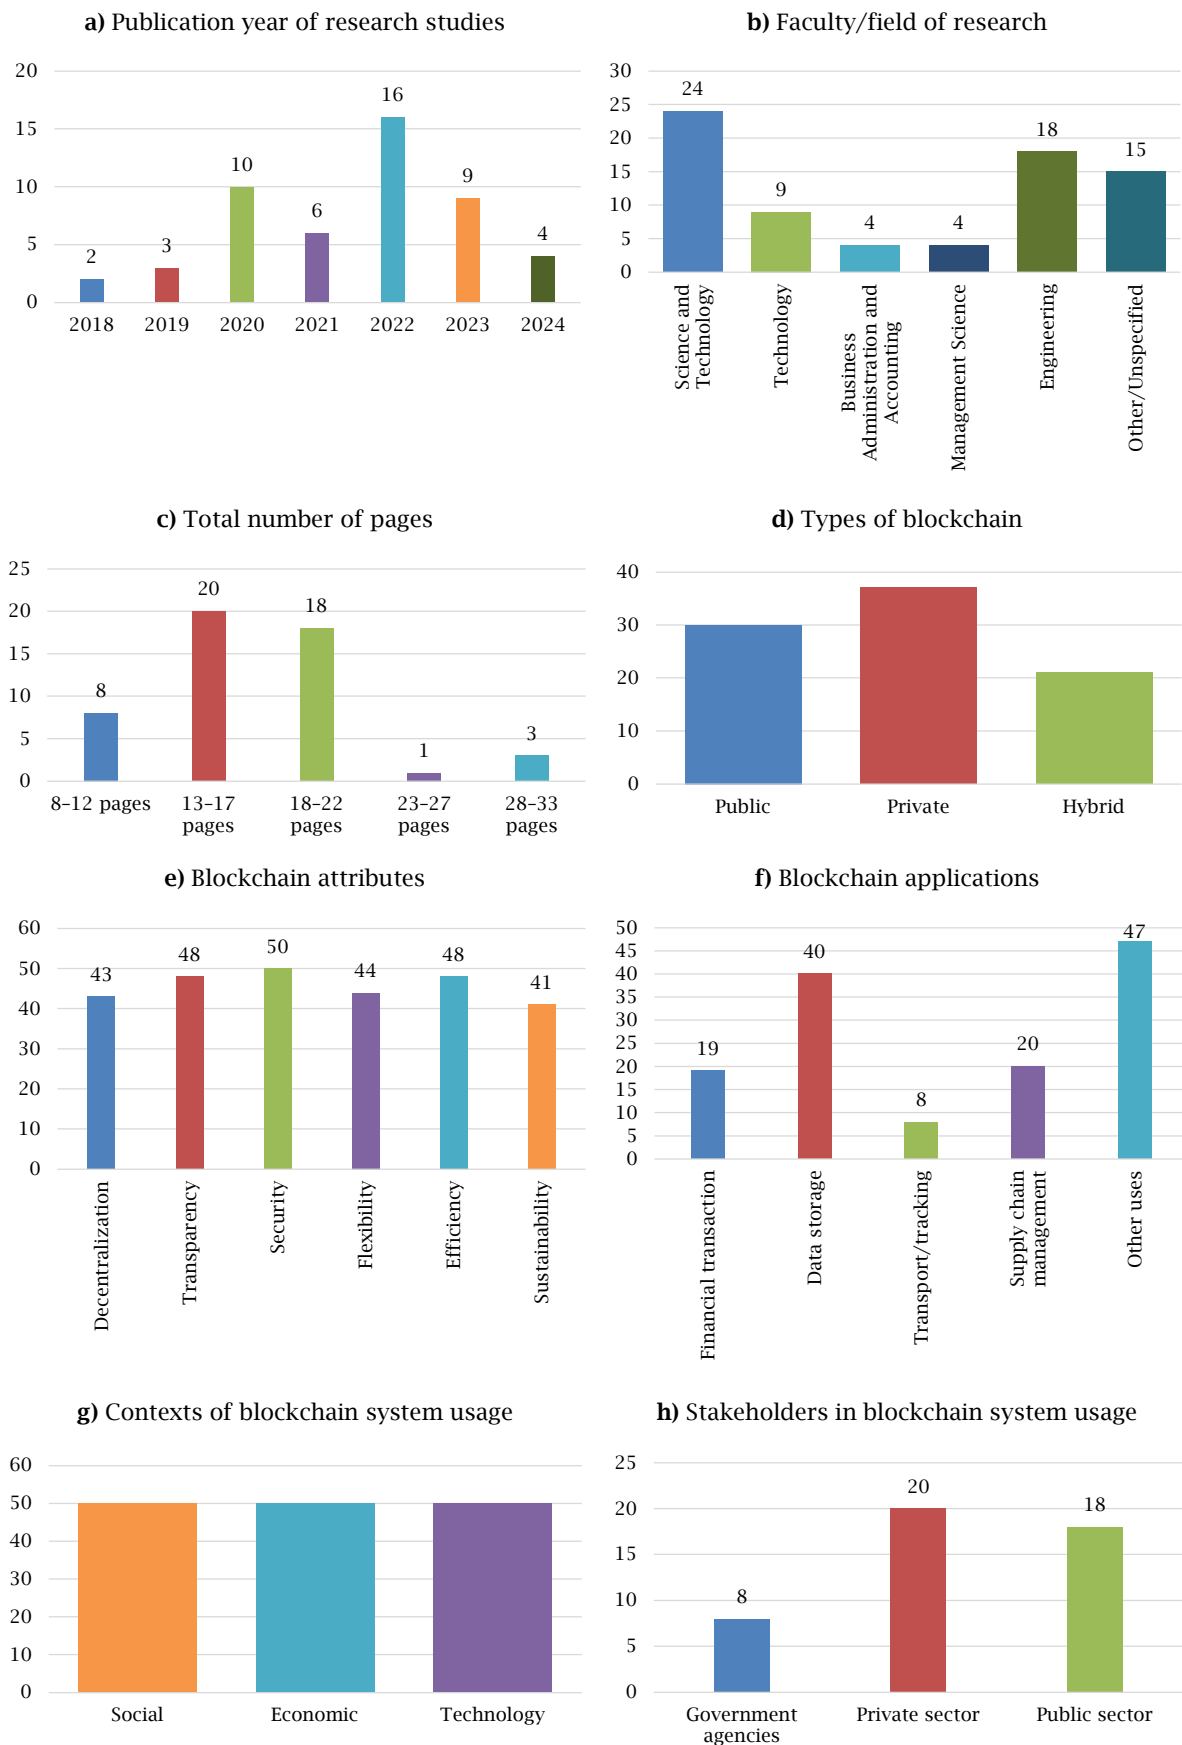 a) Publication year of research studies
20
15
10
5
0
2
3
10
6
16
9
4
2018 2019 2020 2021 2022 2023 2024
b) Faculty/field of research
30
25
20
15
10
5
0
24
9
4
4
18
15
Science and
Technology
Technology
Business
Administration and
Accounting
Management Science
Engineering
Other/Unspecified
c) Total number of pages
25
20
15
10
5
0
8
20
18
1
3
8–12 pages
13–17
pages
18–22
pages
23–27
pages
28–33
pages
d) Types of blockchain
40
30
20
10
0
Public
Private
Hybrid
e) Blockchain attributes
60
50
40
30
20
10
0
43
48
50
44
48
41
Decentralization
Transparency
Security
Flexibility
Efficiency
Sustainability
f) Blockchain applications
50
45
40
35
30
25
20
15
10
5
0
19
40
8
20
47
Financial transaction
Data storage
Transport/tracking
Supply chain
management
Other uses
g) Contexts of blockchain system usage
60
50
40
30
20
10
0
Social
Economic
Technology
h) Stakeholders in blockchain system usage
25
20
15
10
5
0
8
20
18
Government
agencies
Private sector
Public sector